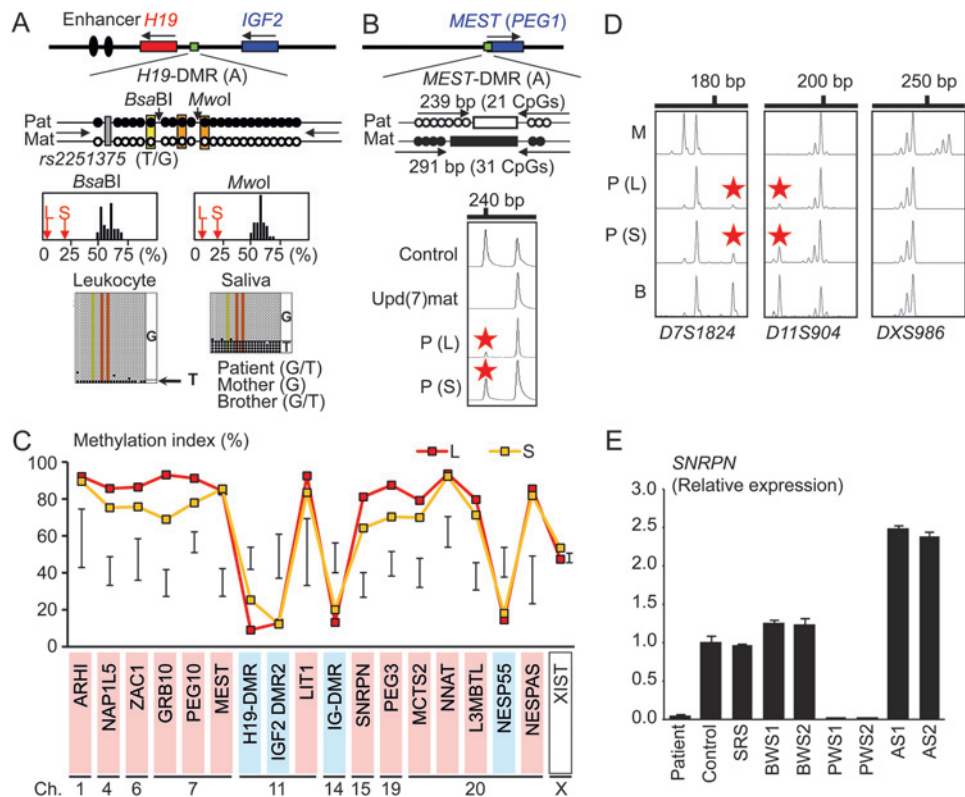 A
Enhancer H19 IGF2
H19-DMR (A)
BsaBI MwoI
Pat
Mat
rs2251375 (T/G)
BsaBI MwoI
L S L S
0 25 50 75 (%) 0 25 50 75 (%)
Leukocyte Saliva
G G
T
T
Patient (G/T)
Mother (G)
Brother (G/T)
B
MEST (PEG1)
MEST-DMR (A)
239 bp (21 CpGs)
Pat
Mat
291 bp (31 CpGs)
240 bp
Control
Upd(7)mat
P (L)
P (S)
C Methylation index (%)
L S
100
80
60
40
20
0
ARHI NAP1L5 ZAC1 GRB10 PEG10 MEST H19-DMR IGF2 DMR2 LIT1 IG-DMR SNRPN PEG3 MCTS2 NNAT L3MBTL NESP55 NESPAS XIST
Ch. 1 4 6 7 11 14 15 19 20 X
D
180 bp 200 bp 250 bp
M
P (L)
P (S)
B
D7S1824 D11S904 DXS986
E
SNRPN
(Relative expression)
3.0
2.5
2.0
1.5
1.0
0.5
0.0
Patient Control SRS BWS1 BWS2 PWS1 PWS2 AS1 AS2